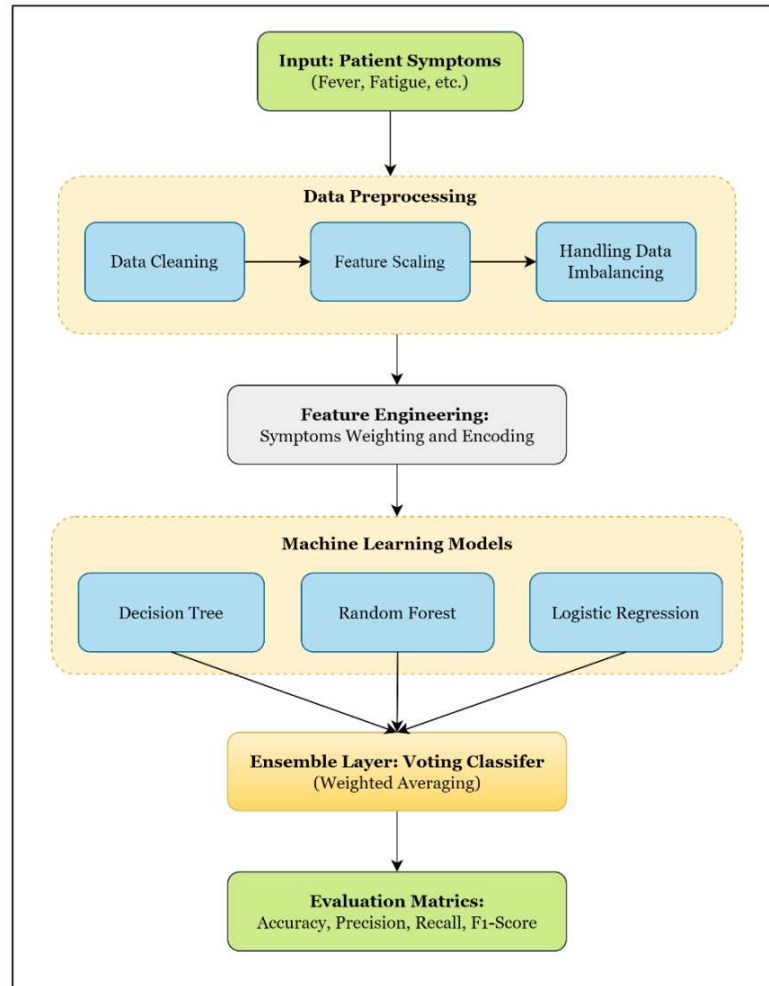 Input: Patient Symptoms
(Fever, Fatigue, etc.)
Data Preprocessing
Data Cleaning
Feature Scaling
Handling Data
Imbalancing
Feature Engineering:
Symptoms Weighting and Encoding
Machine Learning Models
Decision Tree
Random Forest
Logistic Regression
Ensemble Layer: Voting Classifer
(Weighted Averaging)
Evaluation Matrics:
Accuracy, Precision, Recall, F1-Score